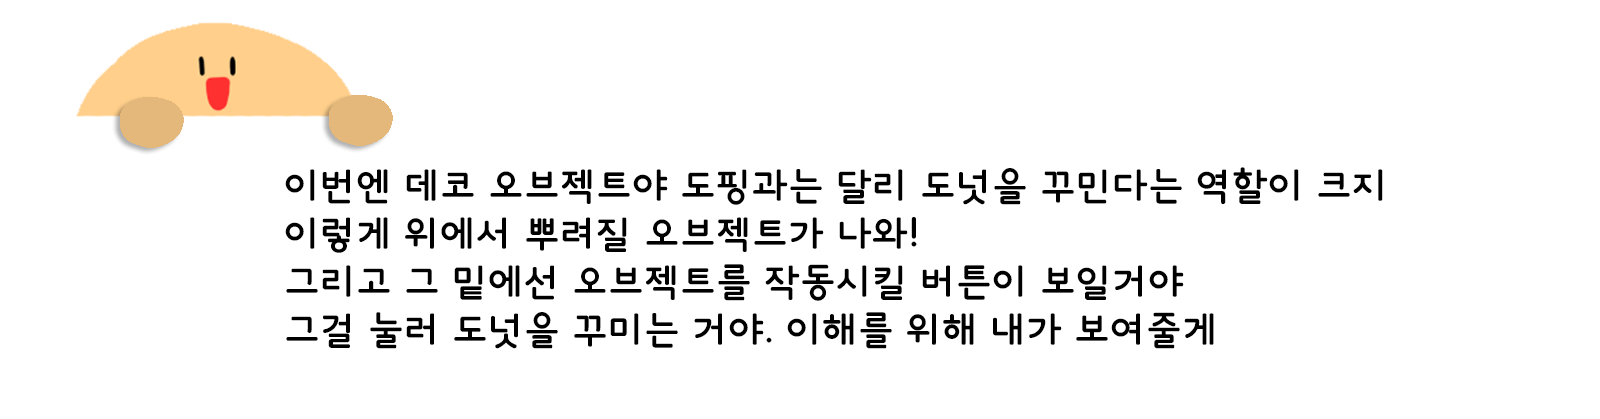 이번엔 데코 오브젝트야 도핑과는 달리 도넛을 꾸민다는 역할이 크지
이렇게 위에서 뿌려질 오브젝트가 나와!
그리고 그 밑에선 오브젝트를 작동시킬 버튼이 보일거야
그걸 눌러 도넛을 꾸미는 거야. 이해를 위해 내가 보여줄게